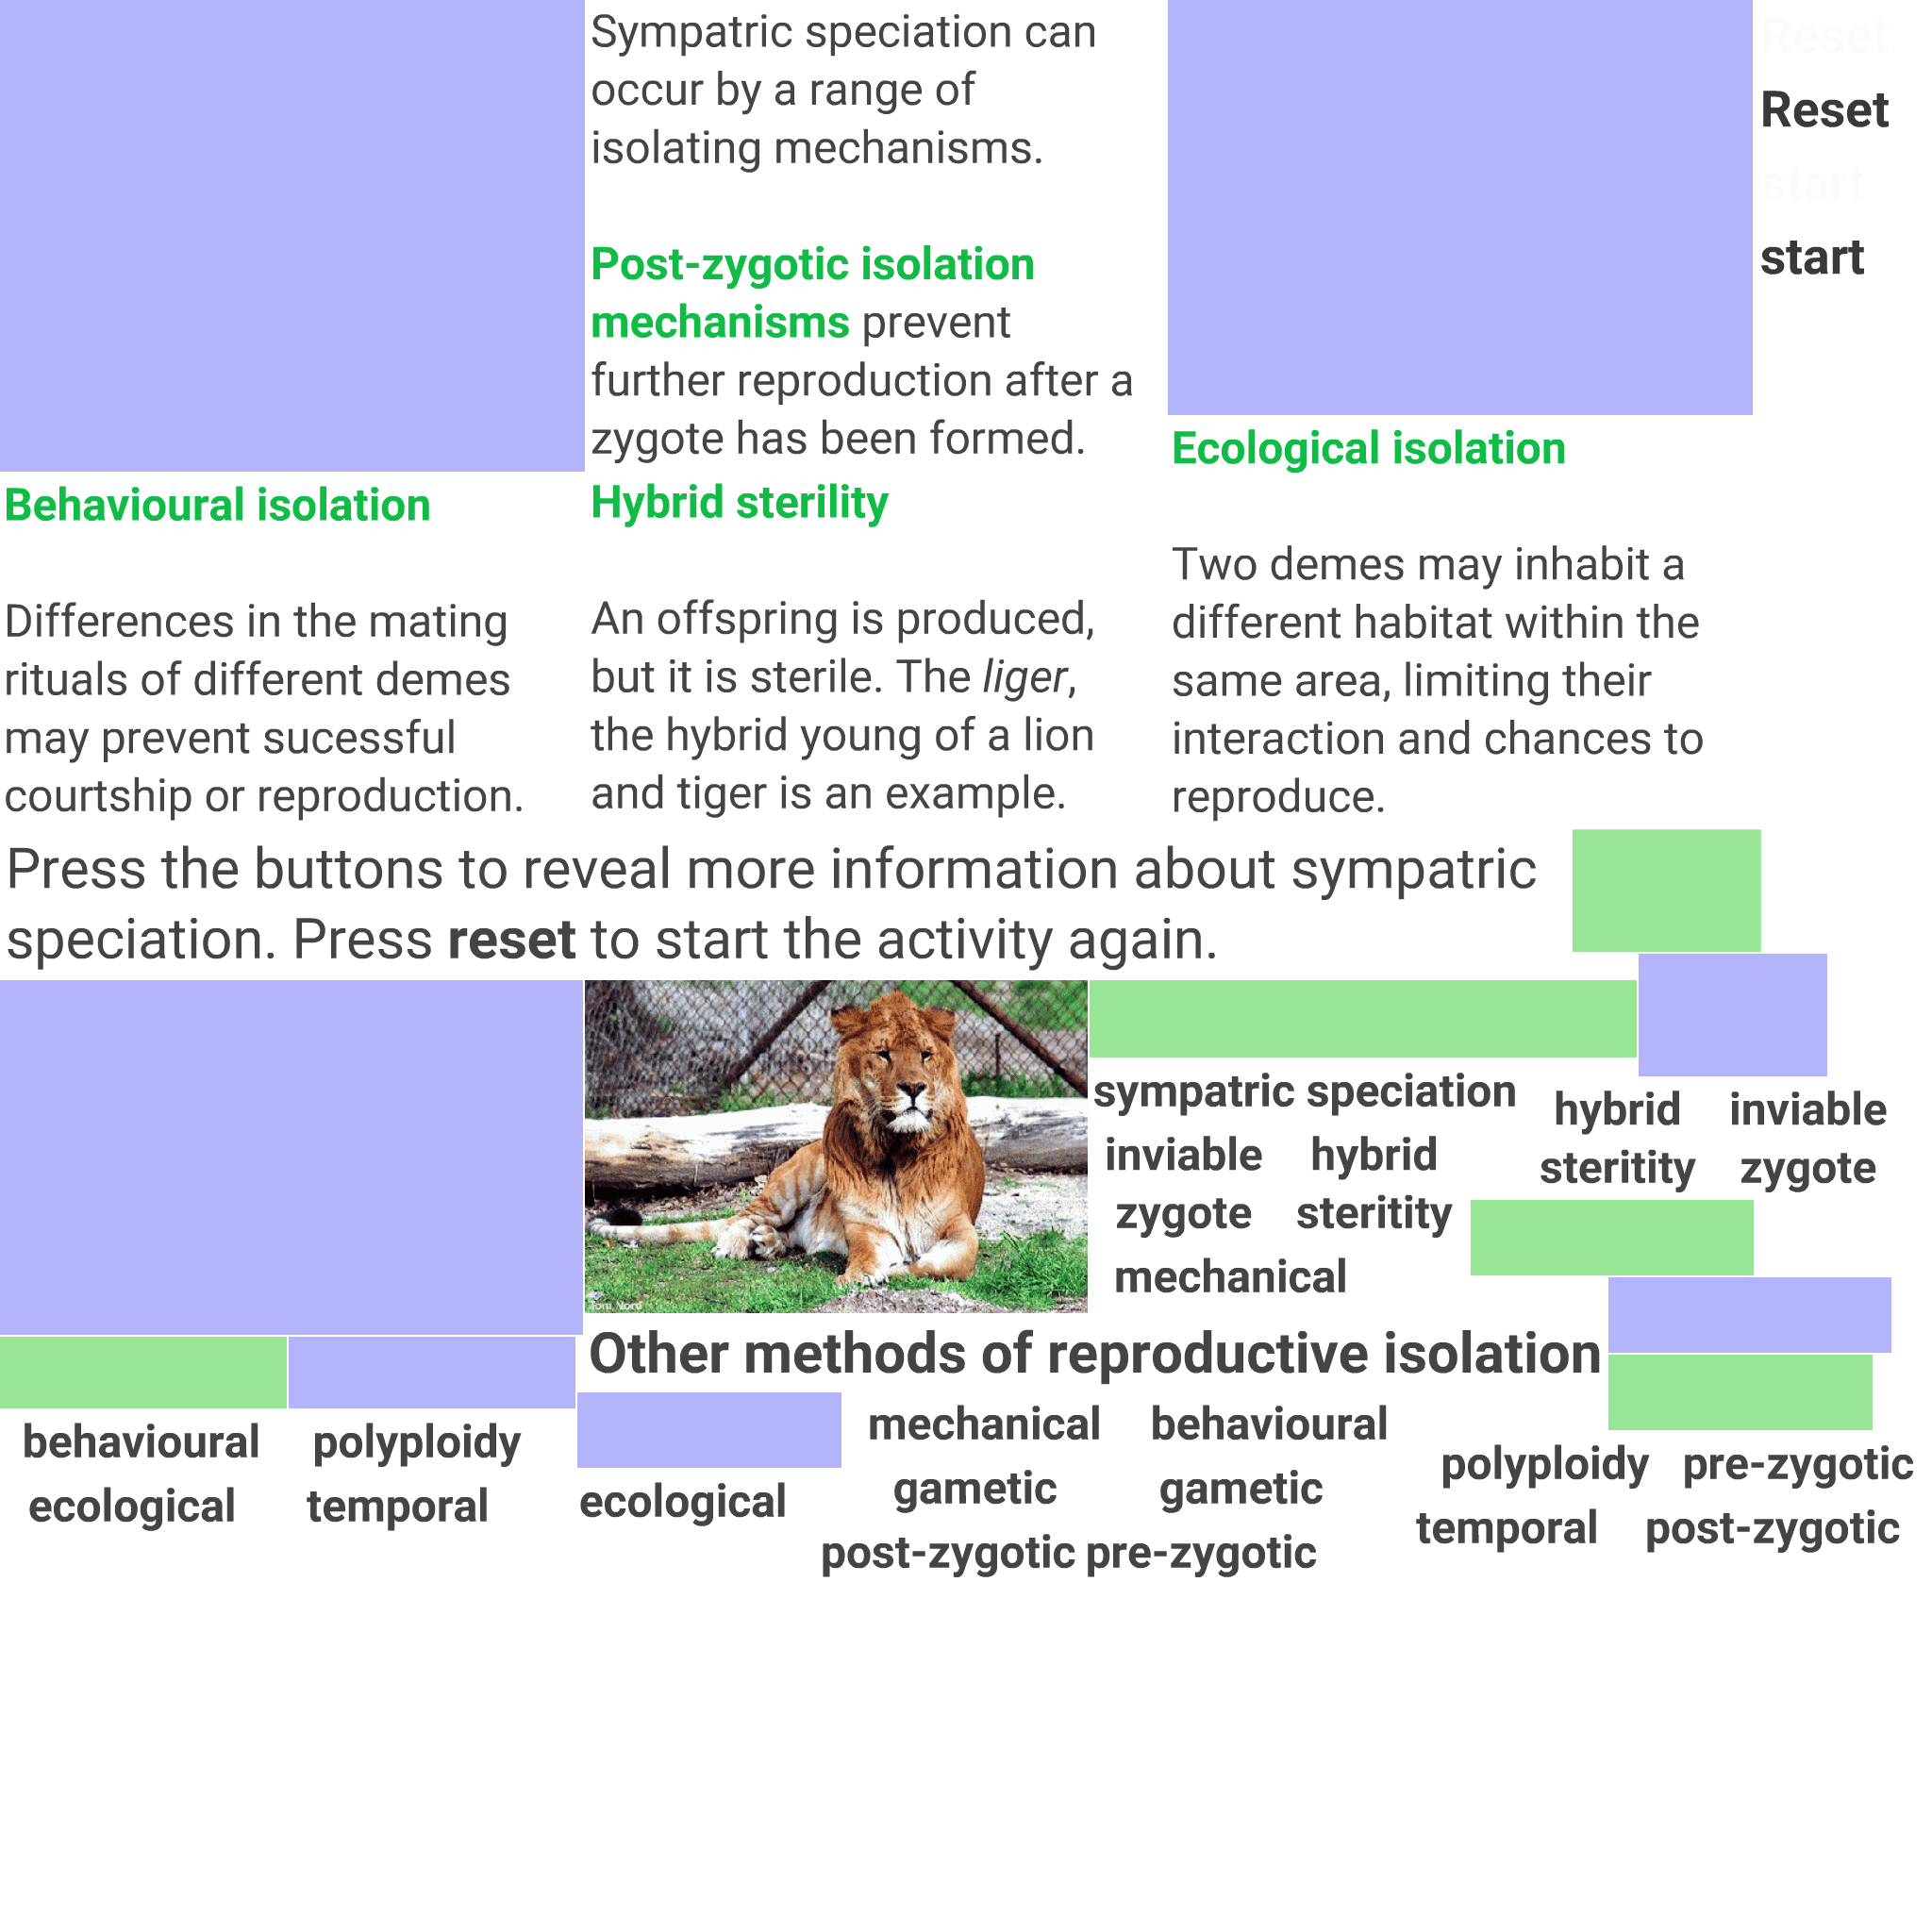 Sympatric speciation can
occur by a range of
isolating mechanisms.
Post-zygotic isolation
mechanisms prevent
further reproduction after a
zygote has been formed.
Reset
Reset
start
start
Behavioural isolation
Differences in the mating
rituals of different demes
may prevent sucessful
courtship or reproduction.
Hybrid sterility
An offspring is produced,
but it is sterile. The liger,
the hybrid young of a lion
and tiger is an example.
Ecological isolation
Two demes may inhabit a
different habitat within the
same area, limiting their
interaction and chances to
reproduce.
Press the buttons to reveal more information about sympatric
speciation. Press reset to start the activity again.
Tom Nord
sympatric speciation
inviable
zygote
hybrid
steritity
mechanical
hybrid
steritity
inviable
zygote
Other methods of reproductive isolation
behavioural
ecological
polyploidy
temporal
ecological
mechanical
gametic
post-zygotic
behavioural
gametic
pre-zygotic
polyploidy
temporal
pre-zygotic
post-zygotic